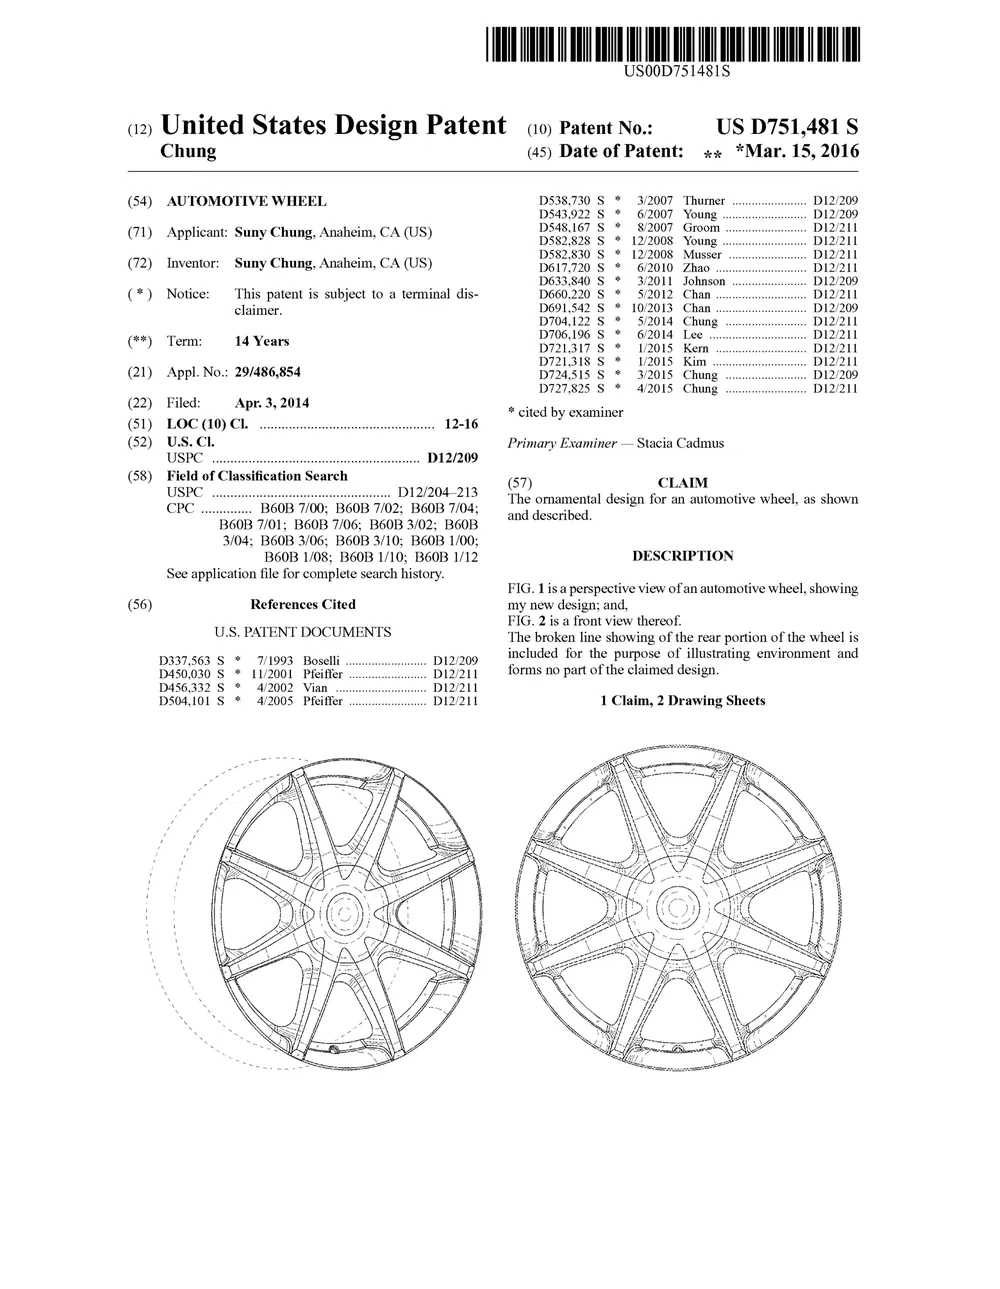 US00D751481S
(12) United States Design Patent
Chung
(10) Patent No.: US D751,481 S
(45) Date of Patent: ** *Mar. 15, 2016
(54) AUTOMOTIVE WHEEL
(71) Applicant: Suny Chung, Anaheim, CA (US)
(72) Inventor: Suny Chung, Anaheim, CA (US)
( * ) Notice: This patent is subject to a terminal dis-
claimer.
(**) Term: 14 Years
(21) Appl. No.: 29/486,854
(22) Filed: Apr. 3, 2014
(51) LOC (10) Cl. ................................................ 12-16
(52) U.S. Cl.
USPC ......................................................... D12/209
(58) Field of Classification Search
USPC ................................................. D12/204–213
CPC .............. B60B 7/00; B60B 7/02; B60B 7/04;
B60B 7/01; B60B 7/06; B60B 3/02; B60B
3/04; B60B 3/06; B60B 3/10; B60B 1/00;
B60B 1/08; B60B 1/10; B60B 1/12
See application file for complete search history.
(56) References Cited
U.S. PATENT DOCUMENTS
D337,563 S * 7/1993 Boselli ......................... D12/209
D450,030 S * 11/2001 Pfeiffer ........................ D12/211
D456,332 S * 4/2002 Vian ............................ D12/211
D504,101 S * 4/2005 Pfeiffer ........................ D12/211
D538,730 S * 3/2007 Thurner ....................... D12/209
D543,922 S * 6/2007 Young .......................... D12/209
D548,167 S * 8/2007 Groom ......................... D12/211
D582,828 S * 12/2008 Young .......................... D12/211
D582,830 S * 12/2008 Musser ........................ D12/211
D617,720 S * 6/2010 Zhao ............................ D12/211
D633,840 S * 3/2011 Johnson ....................... D12/209
D660,220 S * 5/2012 Chan ............................ D12/211
D691,542 S * 10/2013 Chan ............................ D12/209
D704,122 S * 5/2014 Chung ......................... D12/211
D706,196 S * 6/2014 Lee .............................. D12/211
D721,317 S * 1/2015 Kern ............................ D12/211
D721,318 S * 1/2015 Kim ............................. D12/211
D724,515 S * 3/2015 Chung ......................... D12/209
D727,825 S * 4/2015 Chung ......................... D12/211
* cited by examiner
Primary Examiner — Stacia Cadmus
(57) CLAIM
The ornamental design for an automotive wheel, as shown
and described.
DESCRIPTION
FIG. 1 is a perspective view of an automotive wheel, showing
my new design; and,
FIG. 2 is a front view thereof.
The broken line showing of the rear portion of the wheel is
included for the purpose of illustrating environment and
forms no part of the claimed design.
1 Claim, 2 Drawing Sheets